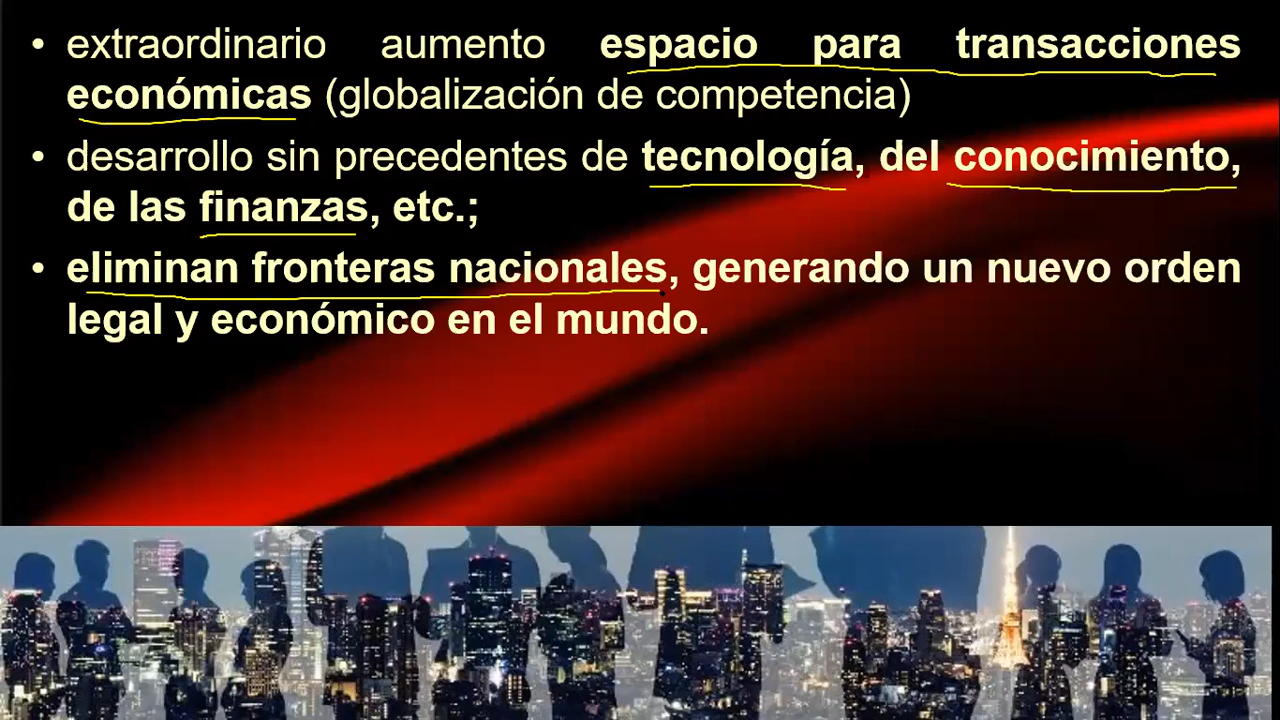 • extraordinario aumento espacio para transacciones
económicas (globalización de competencia)
• desarrollo sin precedentes de tecnología, del conocimiento,
de las finanzas, etc.;
• eliminan fronteras nacionales, generando un nuevo orden
legal y económico en el mundo.